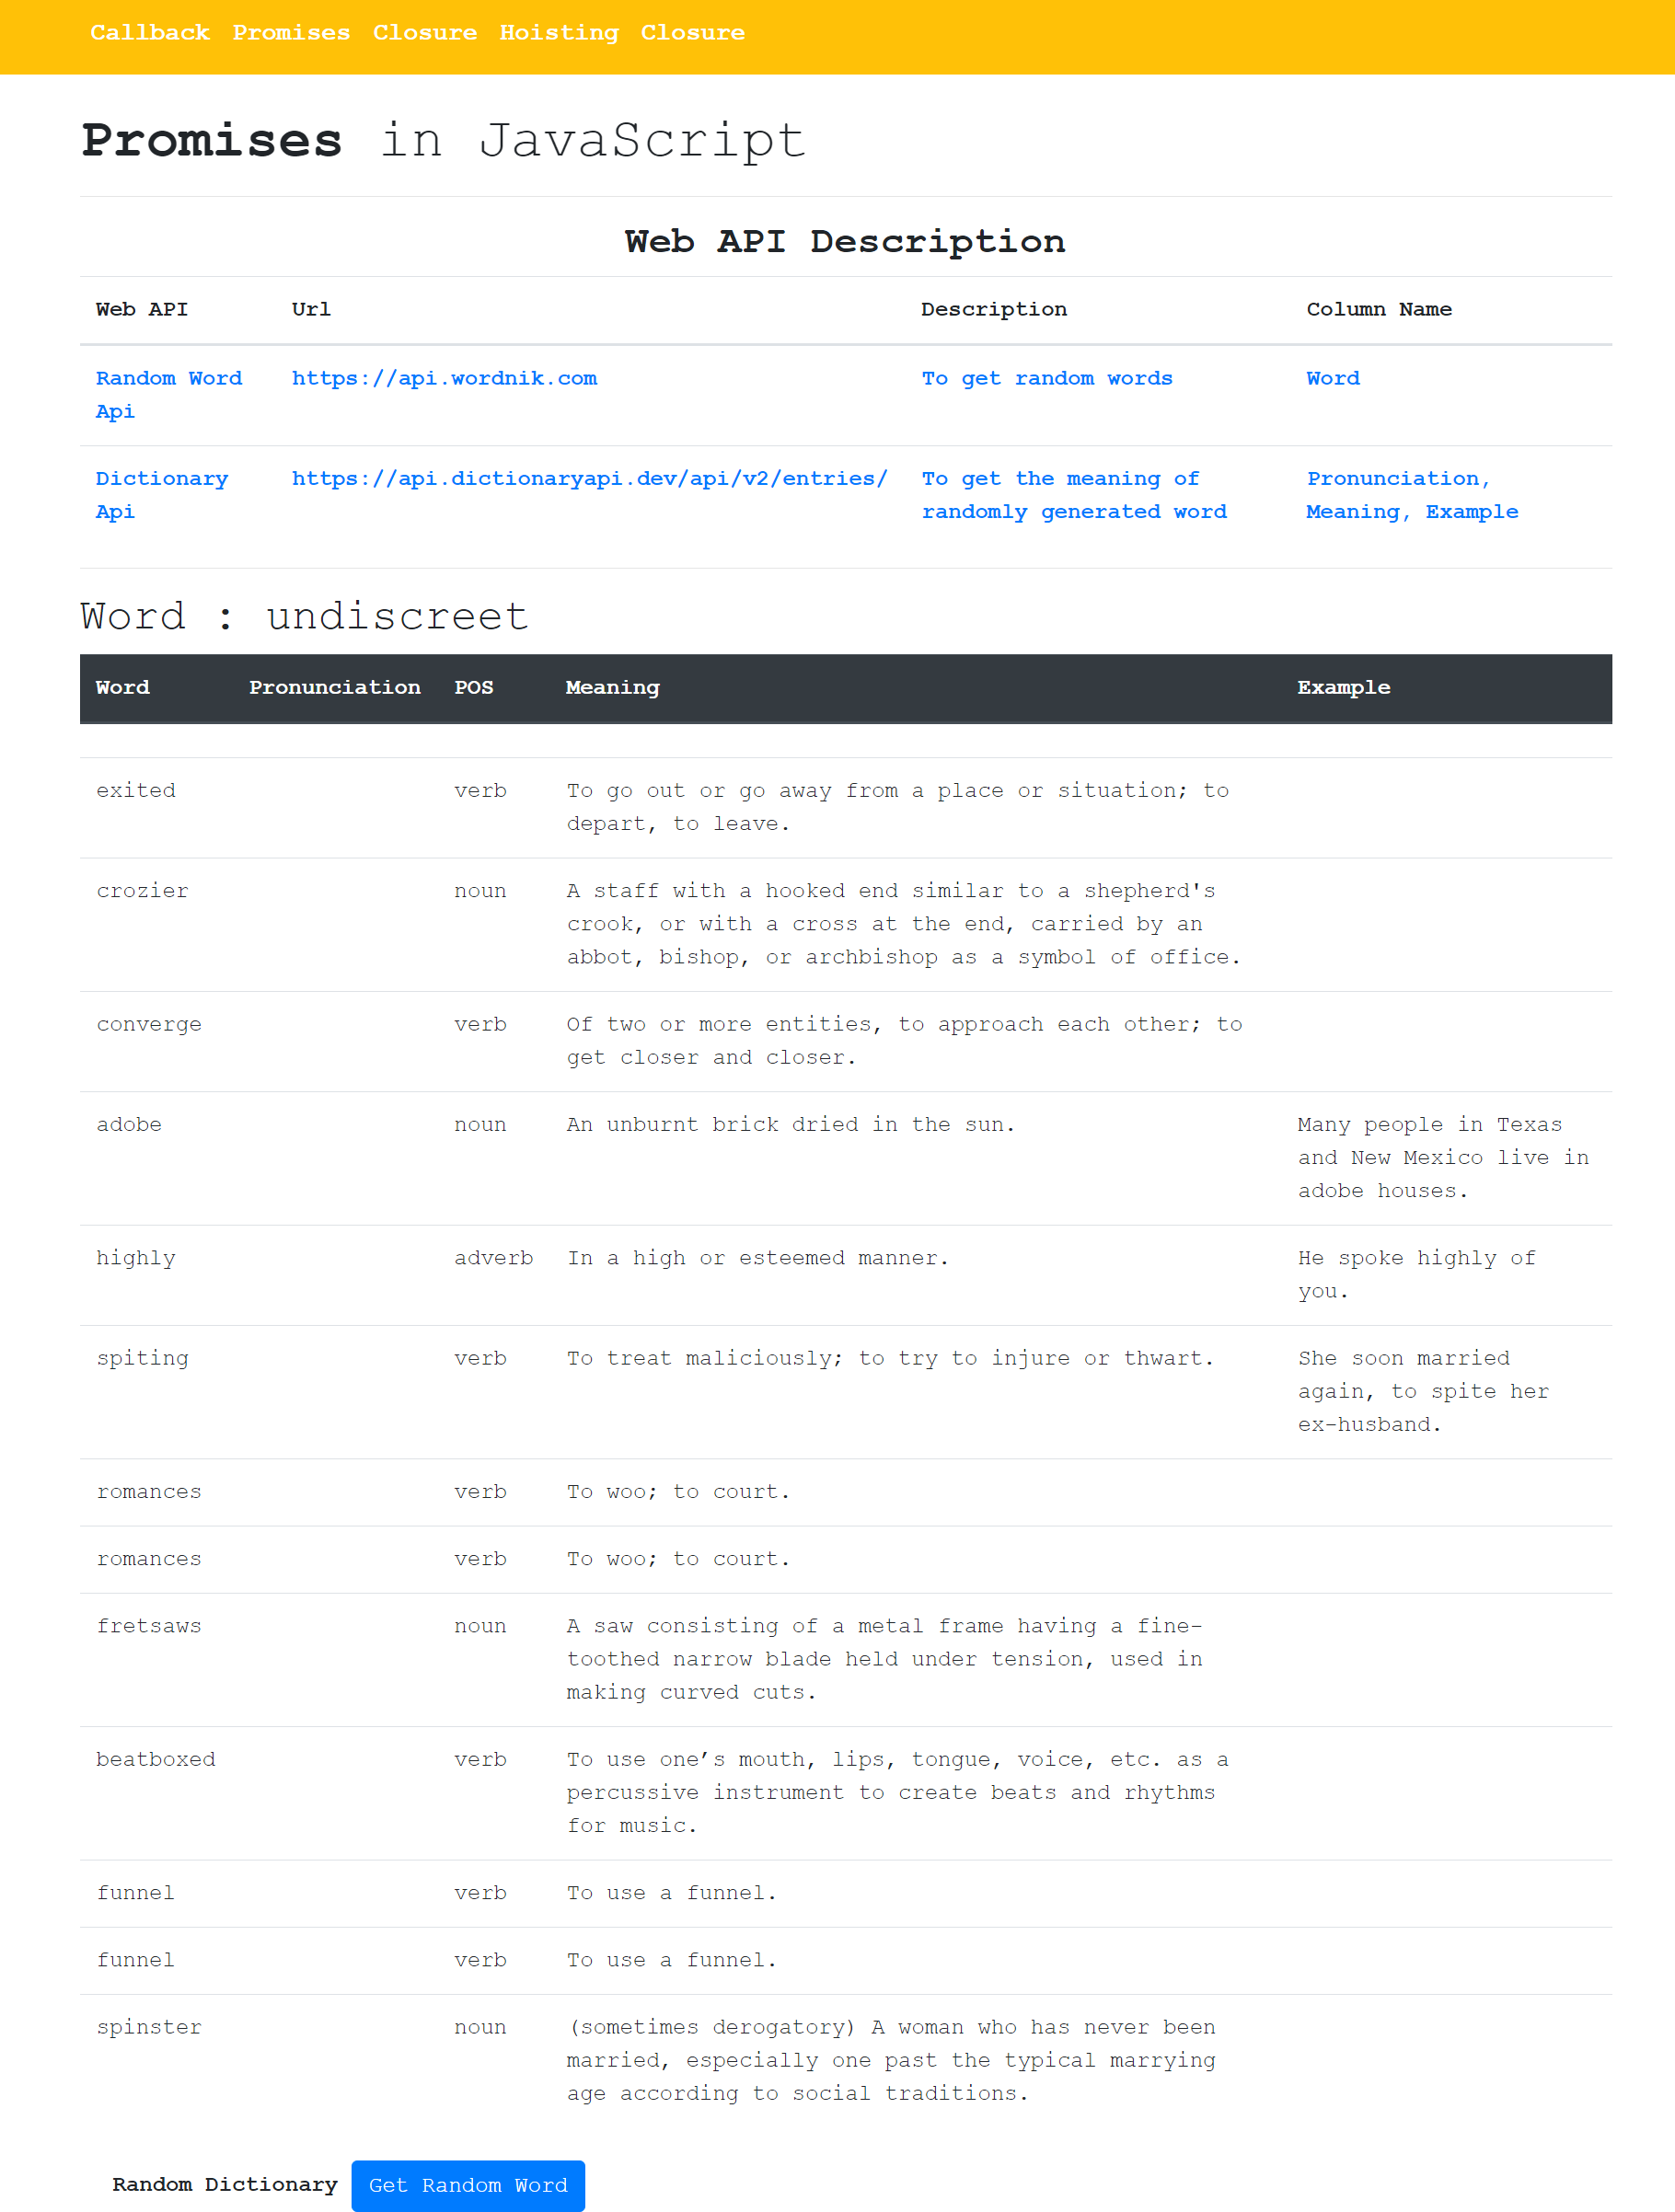 Callback Promises Closure Hoisting Closure
Promises in JavaScript
Web API Description
Web API Url Description Column Name
Random Word https://api.wordnik.com To get random words Word
Api
Dictionary https://api.dictionaryapi.dev/api/v2/entries/ To get the meaning of Pronunciation,
Api randomly generated word Meaning, Example
Word : undiscreet
Word Pronunciation POS Meaning Example
exited verb To go out or go away from a place or situation; to
depart, to leave.
crozier noun A staff with a hooked end similar to a shepherd's
crook, or with a cross at the end, carried by an
abbot, bishop, or archbishop as a symbol of office.
converge verb Of two or more entities, to approach each other; to
get closer and closer.
adobe noun An unburnt brick dried in the sun. Many people in Texas
and New Mexico live in
adobe houses.
highly adverb In a high or esteemed manner. He spoke highly of
you.
spiting verb To treat maliciously; to try to injure or thwart. She soon married
again, to spite her
ex-husband.
romances verb To woo; to court.
romances verb To woo; to court.
fretsaws noun A saw consisting of a metal frame having a fine-
toothed narrow blade held under tension, used in
making curved cuts.
beatboxed verb To use one’s mouth, lips, tongue, voice, etc. as a
percussive instrument to create beats and rhythms
for music.
funnel verb To use a funnel.
funnel verb To use a funnel.
spinster noun (sometimes derogatory) A woman who has never been
married, especially one past the typical marrying
age according to social traditions.
Random Dictionary Get Random Word